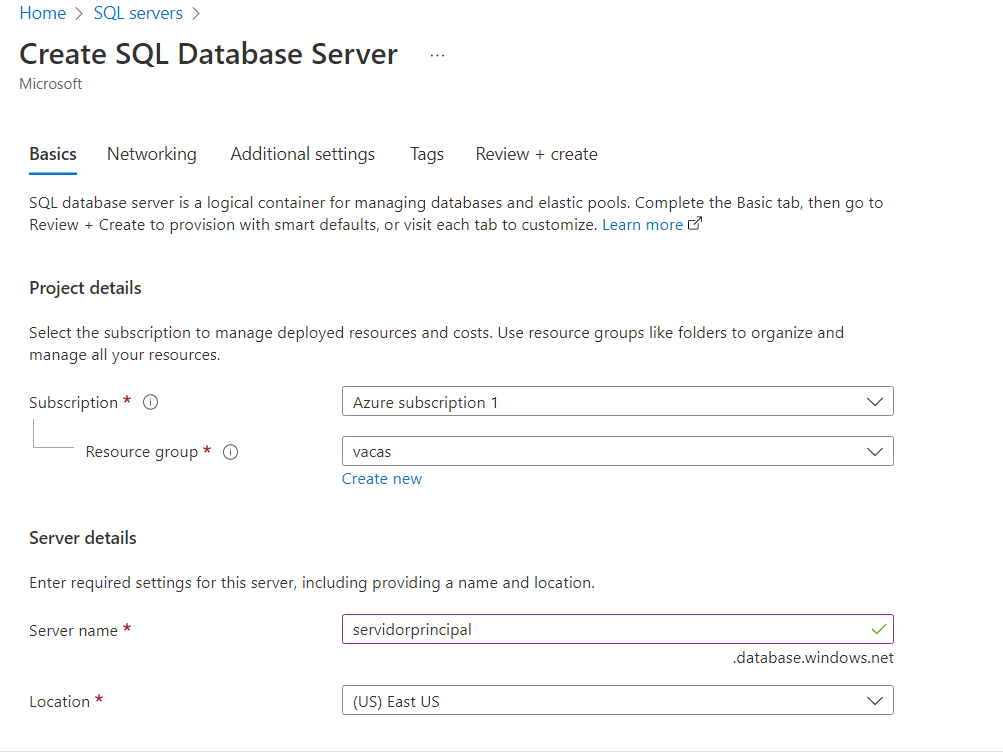 Home > SQL servers >
Create SQL Database Server ...
Microsoft
Basics Networking Additional settings Tags Review + create
SQL database server is a logical container for managing databases and elastic pools. Complete the Basic tab, then go to
Review + Create to provision with smart defaults, or visit each tab to customize. Learn more
Project details
Select the subscription to manage deployed resources and costs. Use resource groups like folders to organize and
manage all your resources.
Subscription * Azure subscription 1
Resource group * vacas
Create new
Server details
Enter required settings for this server, including providing a name and location.
Server name * servidorprincipal
.database.windows.net
Location * (US) East US